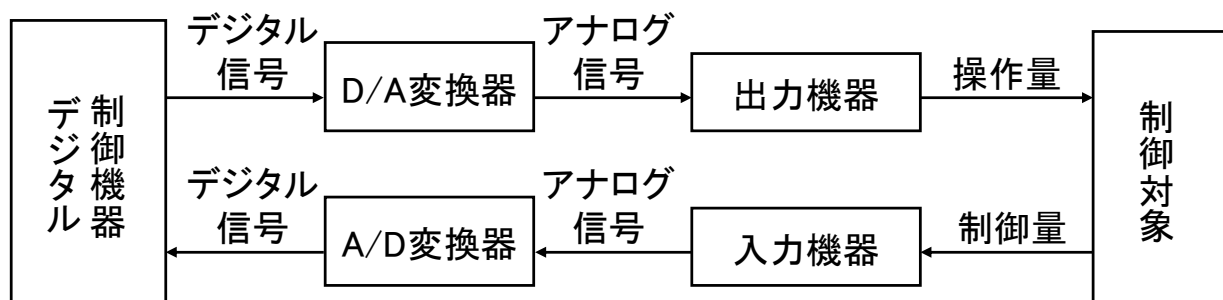 デジタル
制御機器
デジタル
信号
D/A変換器
アナログ
信号
出力機器
操作量
制御対象
デジタル
信号
A/D変換器
アナログ
信号
入力機器
制御量